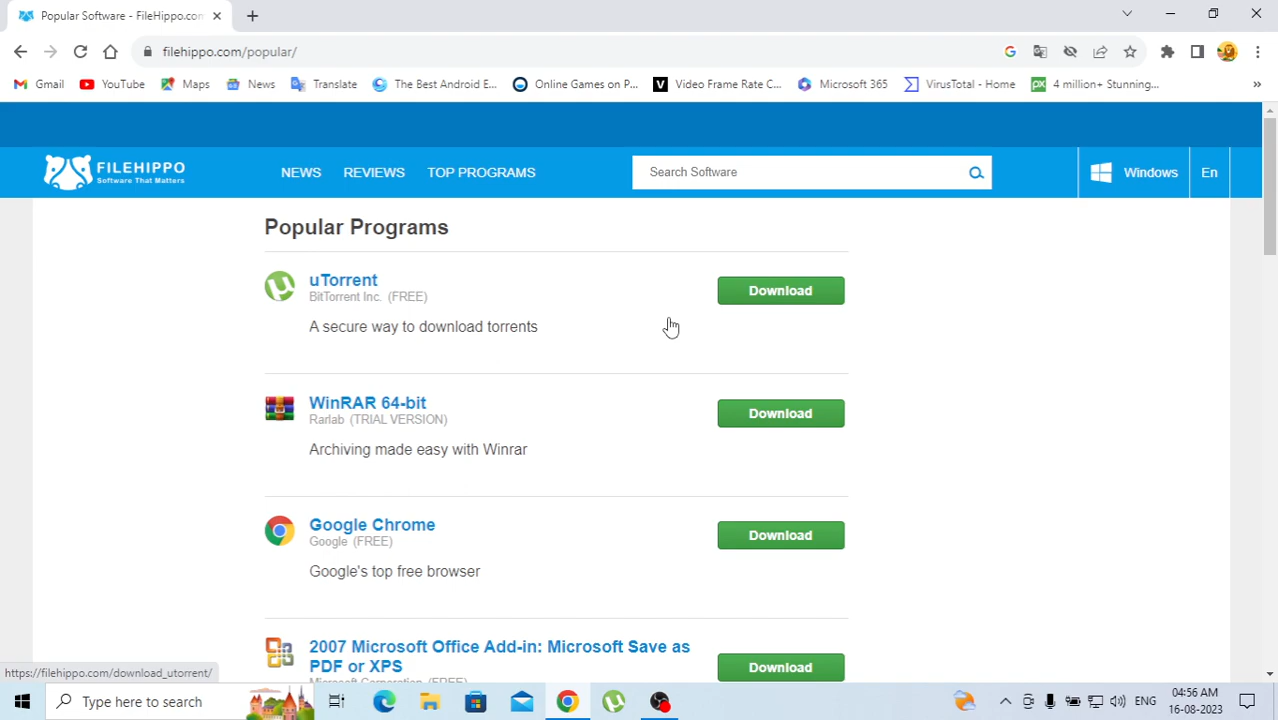 Popular Software - FileHippo.com
filehippo.com/popular/
Gmail
YouTube
Maps
News
Translate
The Best Android E...
Online Games on P...
Video Frame Rate C...
Microsoft 365
VirusTotal - Home
4 million+ Stunning...
FILEHIPPO
Software That Matters
NEWS
REVIEWS
TOP PROGRAMS
Search Software
Windows
En
Popular Programs
uTorrent
BitTorrent Inc. (FREE)
A secure way to download torrents
Download
WinRAR 64-bit
Rarlab (TRIAL VERSION)
Archiving made easy with Winrar
Download
Google Chrome
Google (FREE)
Google's top free browser
Download
2007 Microsoft Office Add-in: Microsoft Save as
PDF or XPS
Microsoft Corporation (FREE)
Download
https://filehippo.com/download_utorrent/
Type here to search
ENG
04:56 AM
16-08-2023